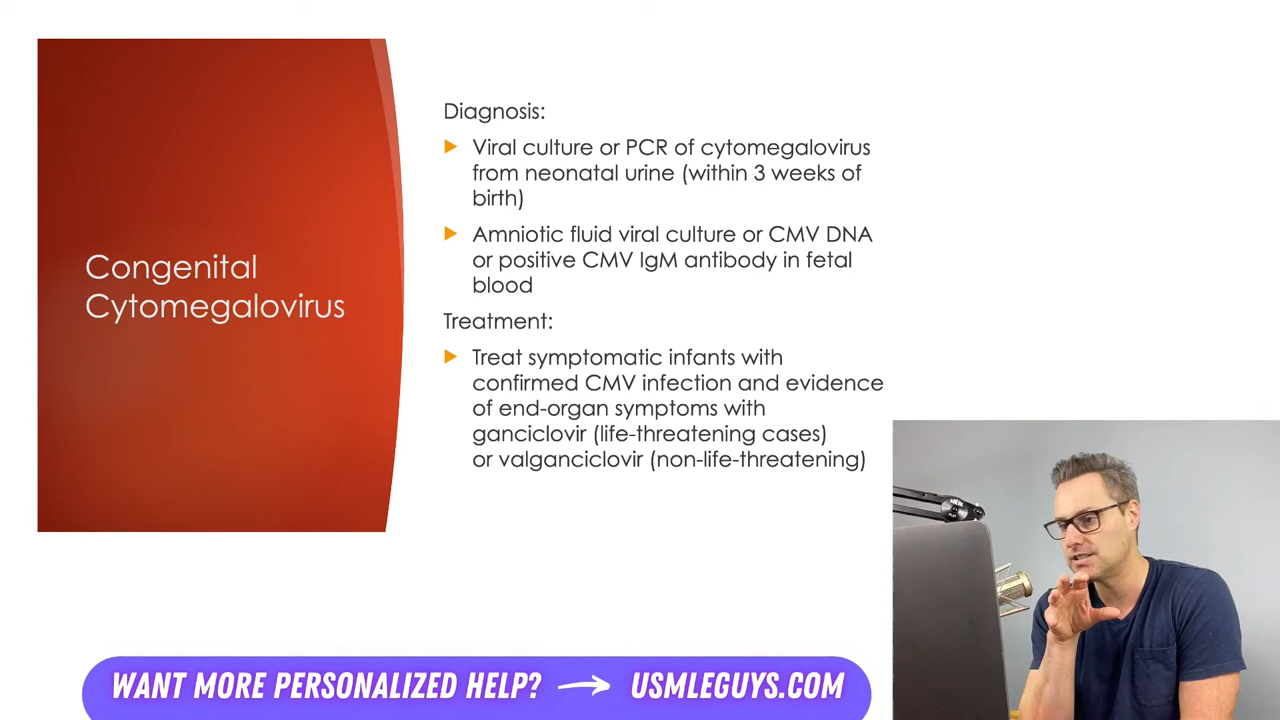 Congenital
Cytomegalovirus
Diagnosis:
Viral culture or PCR of cytomegalovirus
from neonatal urine (within 3 weeks of
birth)
Amniotic fluid viral culture or CMV DNA
or positive CMV IgM antibody in fetal
blood
Treatment:
Treat symptomatic infants with
confirmed CMV infection and evidence
of end-organ symptoms with
ganciclovir (life-threatening cases)
or valganciclovir (non-life-threatening)
WANT MORE PERSONALIZED HELP? → USMLEGUYS.COM